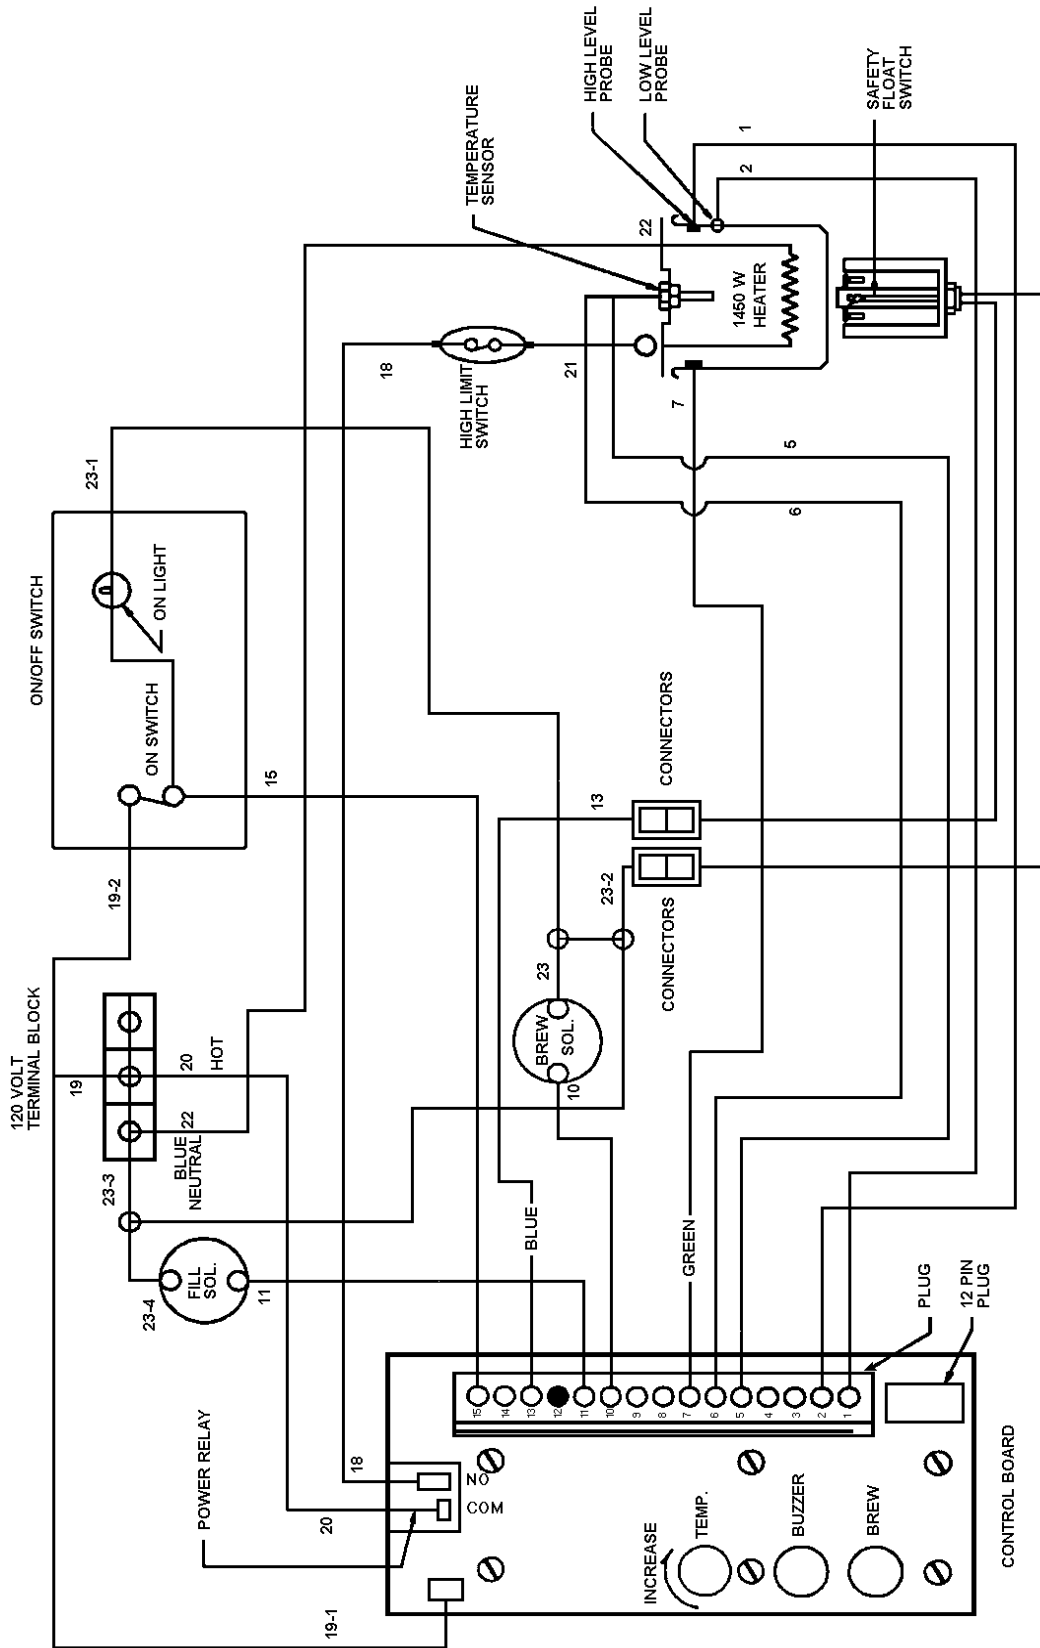 120 VOLT
TERMINAL BLOCK
ON/OFF SWITCH
ON SWITCH
ON LIGHT
19
19-2
23-1
15
20
HOT
22
BLUE
NEUTRAL
23-3
23-4
FILL
SOL.
11
18
HIGH LIMIT
SWITCH
TEMPERATURE
SENSOR
HIGH LEVEL
PROBE
LOW LEVEL
PROBE
SAFETY
FLOAT
SWITCH
22
21
1450 W
HEATER
7
1
2
5
6
BREW
SOL.
23
10
23-2
13
CONNECTORS
CONNECTORS
BLUE
GREEN
POWER RELAY
18
20
19-1
NO
COM
15
14
13
12
11
10
9
8
7
6
5
4
3
2
1
PLUG
12 PIN
PLUG
INCREASE
TEMP.
BUZZER
BREW
CONTROL BOARD